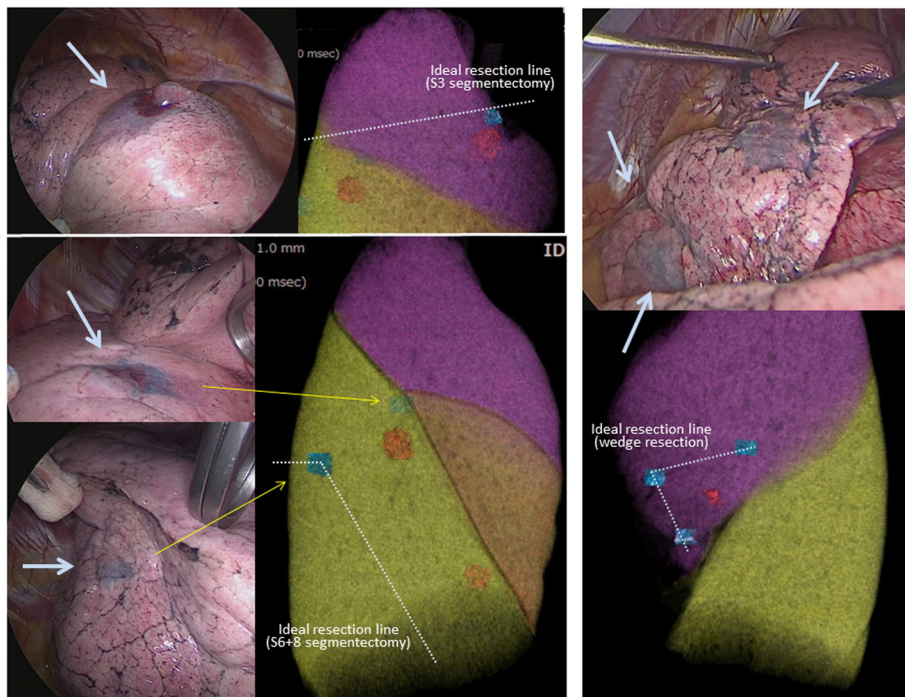 0 msec)
Ideal resection line
(S3 segmentectomy)
1.0 mm
ID
0 msec)
Ideal resection line
(S6+8 segmentectomy)
Ideal resection line
(wedge resection)